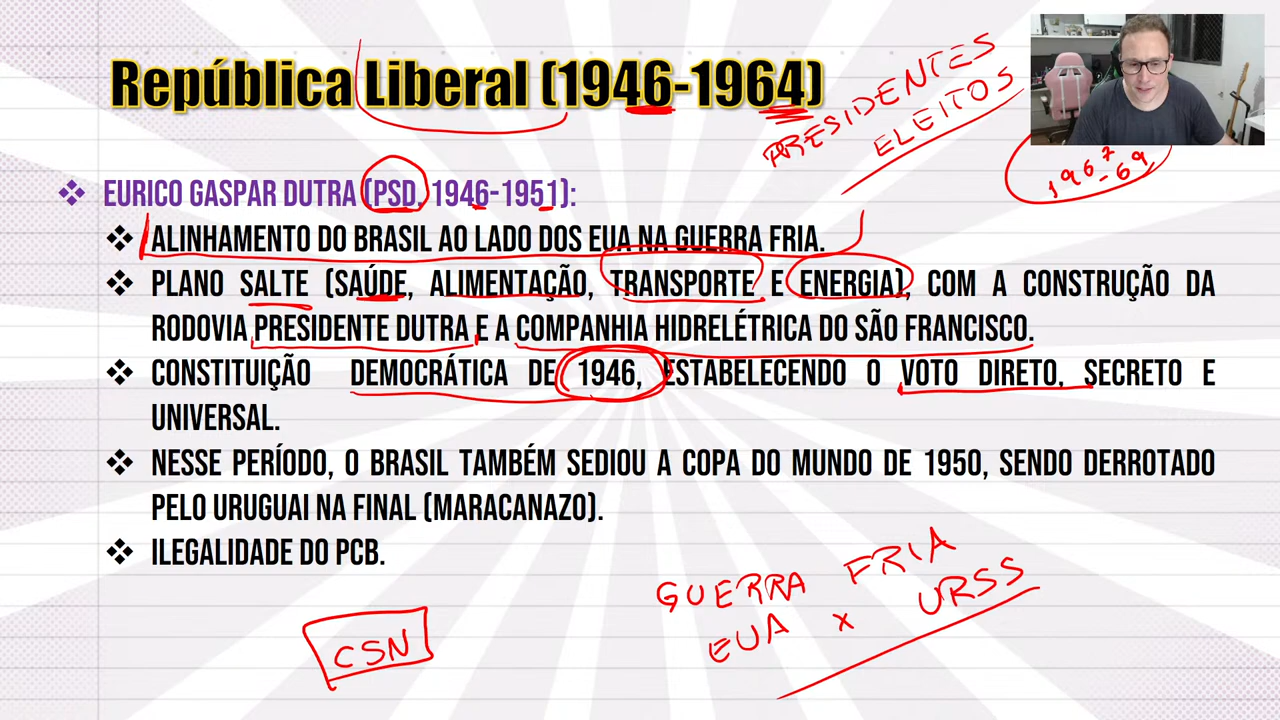 República Liberal (1946-1964)
PRESIDENTES
ELEITOS
1967
-69
❖ EURICO GASPAR DUTRA (PSD, 1946-1951):
❖ ALINHAMENTO DO BRASIL AO LADO DOS EUA NA GUERRA FRIA.
❖ PLANO SALTE (SAÚDE, ALIMENTAÇÃO, TRANSPORTE E ENERGIA), COM A CONSTRUÇÃO DA
RODOVIA PRESIDENTE DUTRA E A COMPANHIA HIDRELÉTRICA DO SÃO FRANCISCO.
❖ CONSTITUIÇÃO DEMOCRÁTICA DE 1946, ESTABELECENDO O VOTO DIRETO, SECRETO E
UNIVERSAL.
❖ NESSE PERÍODO, O BRASIL TAMBÉM SEDIOU A COPA DO MUNDO DE 1950, SENDO DERROTADO
PELO URUGUAI NA FINAL (MARACANAZO).
❖ ILEGALIDADE DO PCB.
GUERRA FRIA
EUA x URSS
CSN